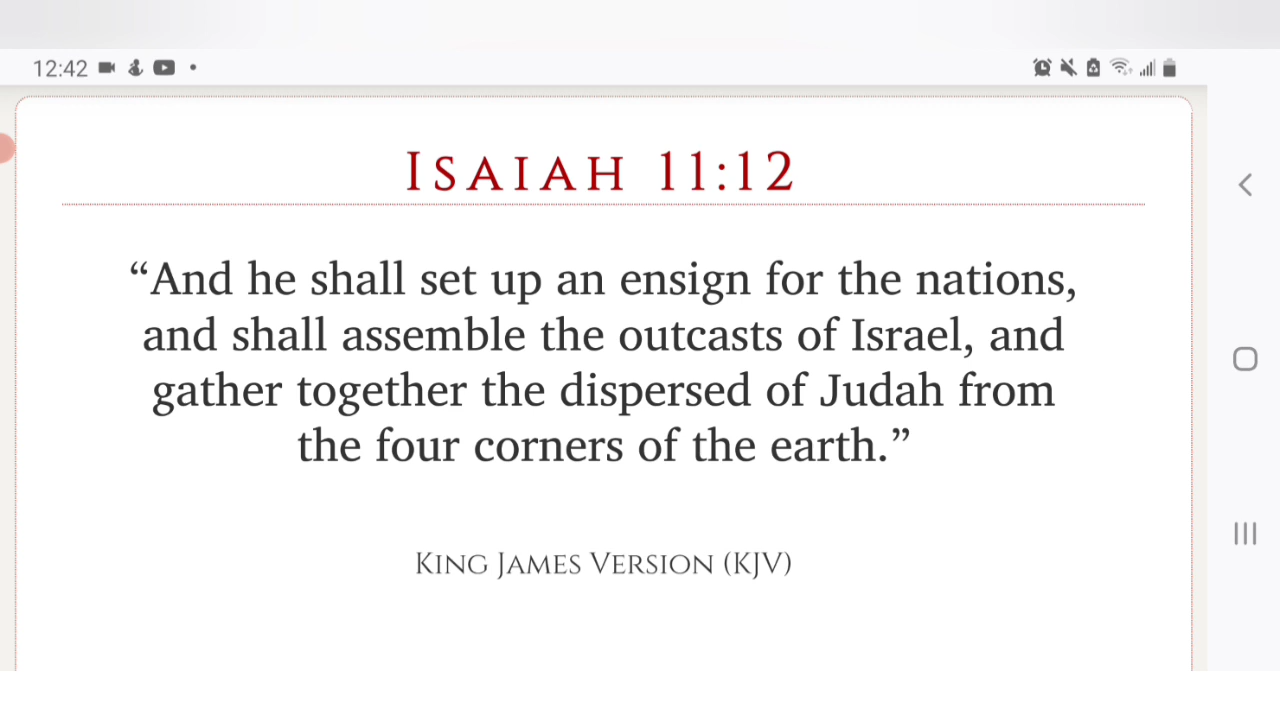 12:42
ISAIAH 11:12
“And he shall set up an ensign for the nations,
and shall assemble the outcasts of Israel, and
gather together the dispersed of Judah from
the four corners of the earth.”
KING JAMES VERSION (KJV)